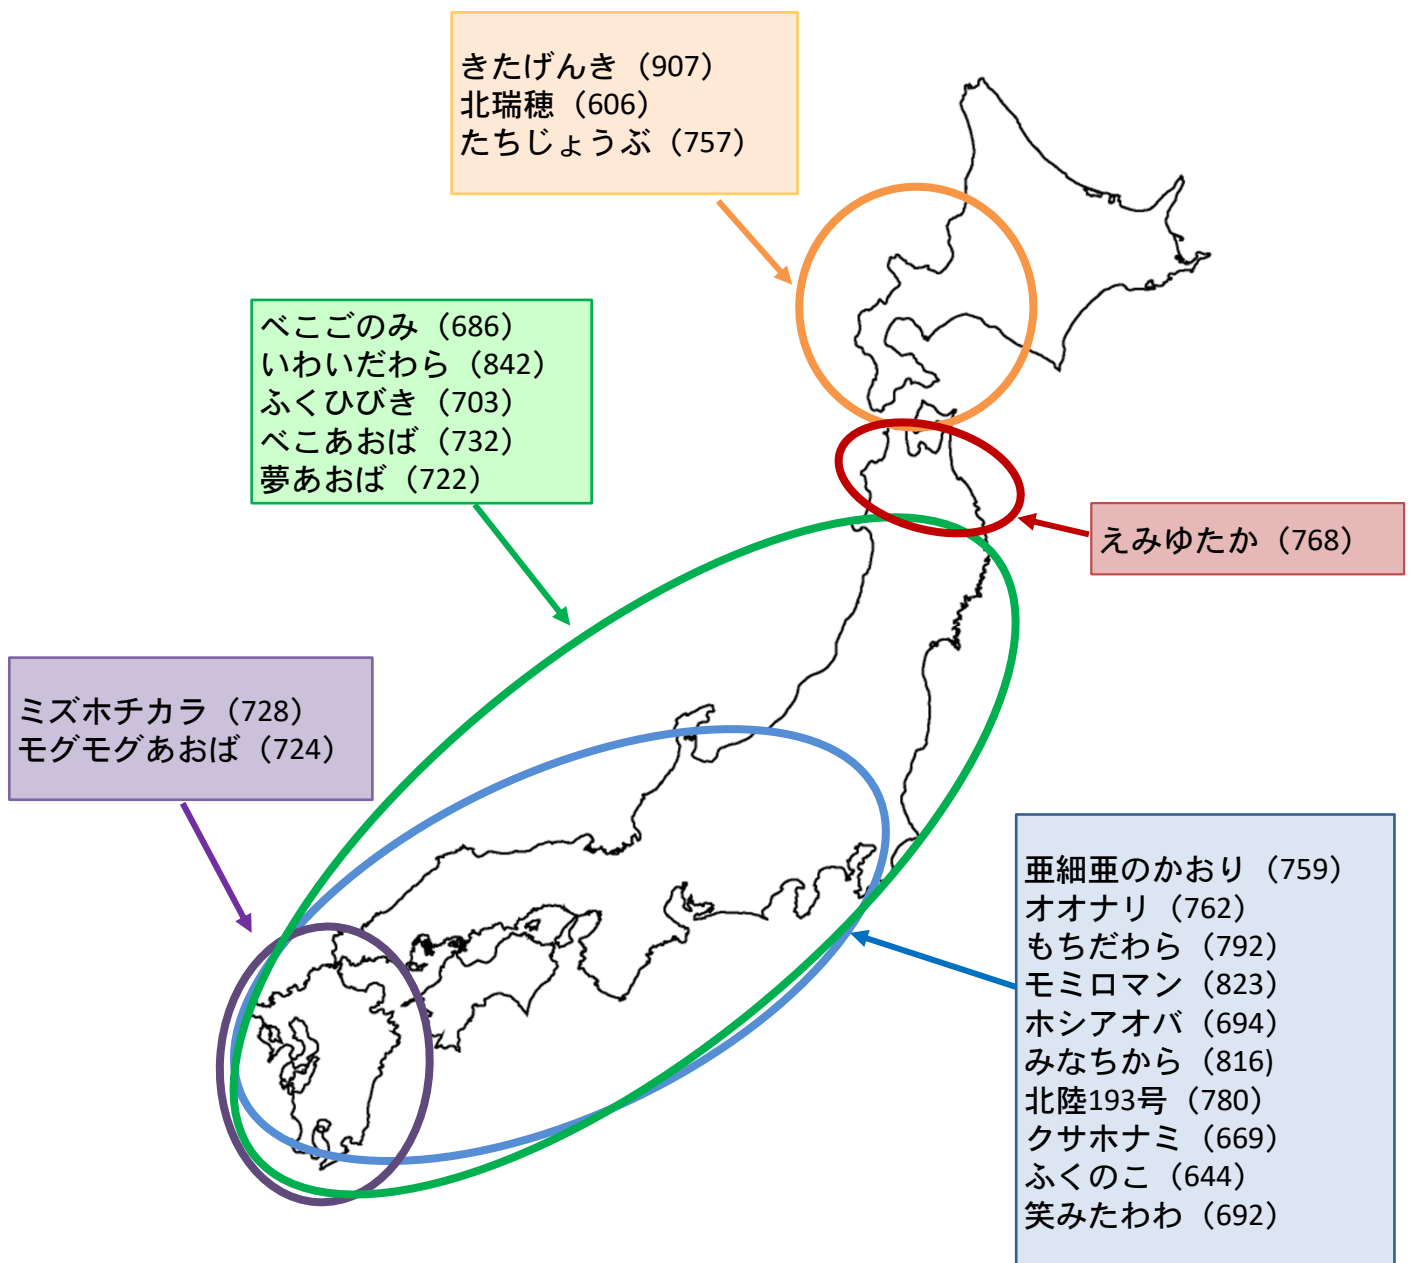 きたげんき（907）
北瑞穂（606）
たちじょうぶ（757）
べこごのみ（686）
いわいだわら（842）
ふくひびき（703）
べこあおば（732）
夢あおば（722）
えみゆたか（768）
ミズホチカラ（728）
モグモグあおば（724）
亜細亜のかおり（759）
オオナリ（762）
もちだわら（792）
モミロマン（823）
ホシアオバ（694）
みなちから（816)
北陸193号（780）
クサホナミ（669）
ふくのこ（644）
笑みたわわ（692）